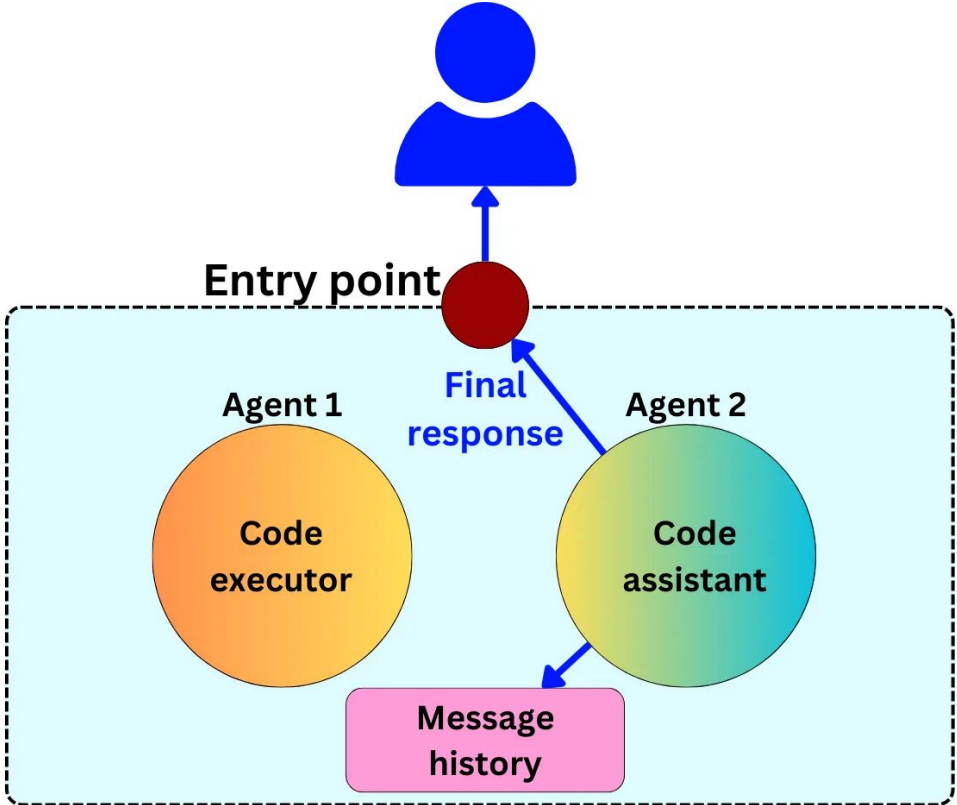 Entry point
Final
response
Agent 1
Agent 2
Code
executor
Code
assistant
Message
history